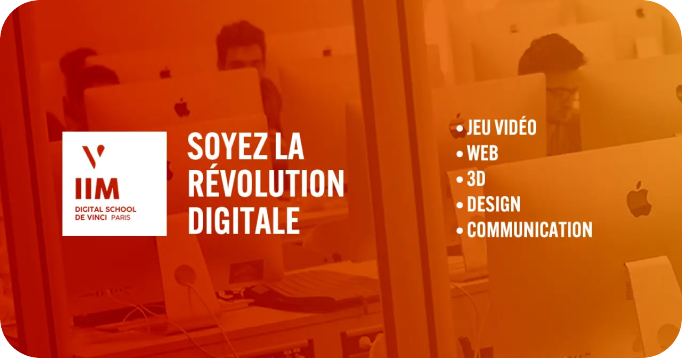 IIM
DIGITAL SCHOOL
DE VINCI PARIS
SOYEZ LA
RÉVOLUTION
DIGITALE
• JEU VIDÉO
• WEB
• 3D
• DESIGN
• COMMUNICATION